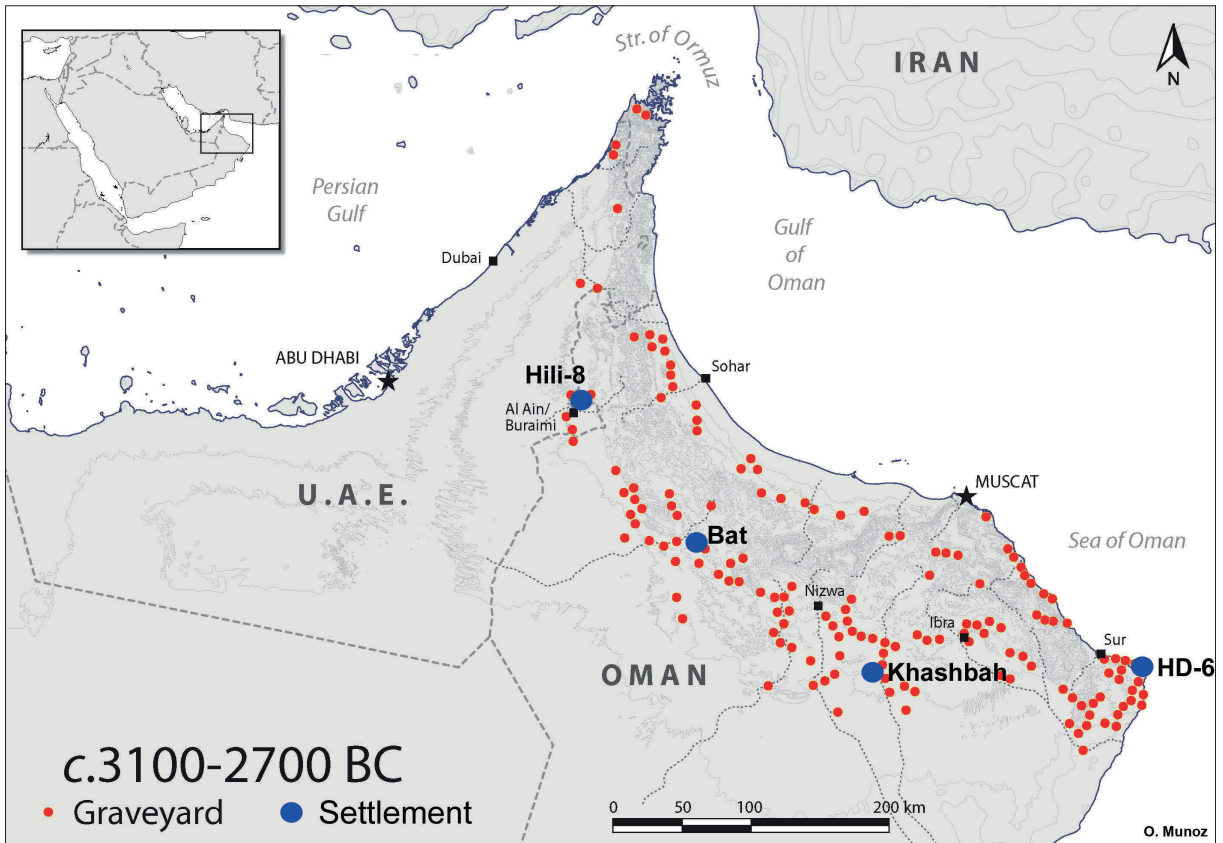 Str. of Ormuz
IRAN
N
Persian
Gulf
Gulf
of
Oman
Dubai
ABU DHABI
Hili-8
Sohar
Al Ain/
Buraimi
U.A.E.
MUSCAT
Bat
Sea of Oman
Nizwa
Ibra
Sur
OMAN
Khashbah
HD-6
c.3100-2700 BC
Graveyard
Settlement
0 50 100 200 km
O. Munoz